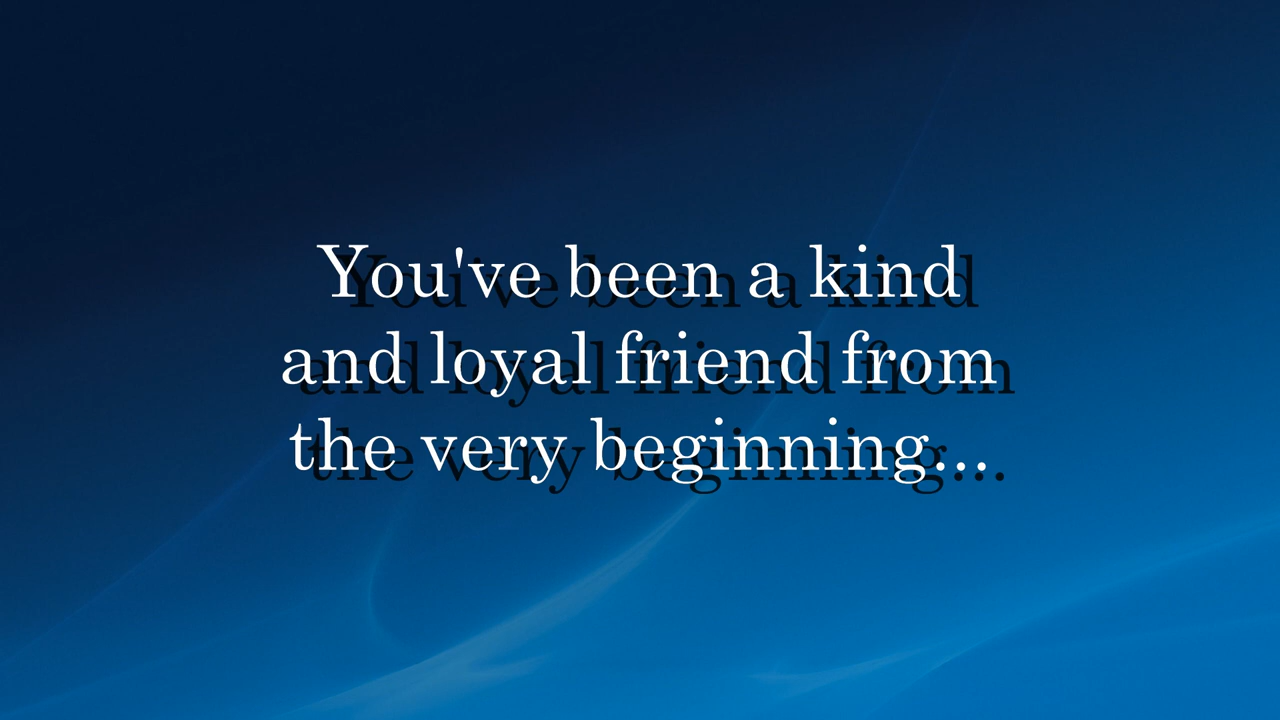 You've been a kind
and loyal friend from
the very beginning...